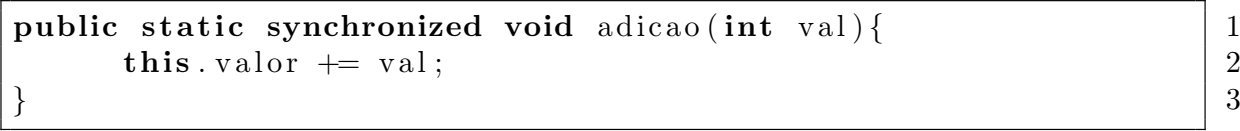 public static synchronized void adicao(int val){ 1
this.valor += val; 2
} 3